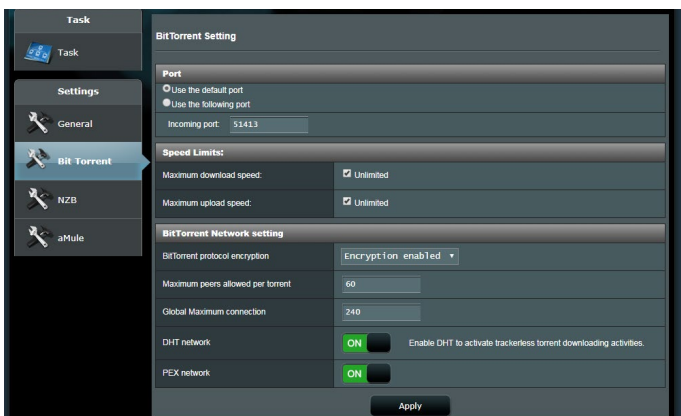 Task
Task
Settings
General
Bit Torrent
NZB
aMule
BitTorrent Setting
Port
Use the default port
Use the following port
Incoming port: 51413
Speed Limits:
Maximum download speed: Unlimited
Maximum upload speed: Unlimited
BitTorrent Network setting
BitTorrent protocol encryption Encryption enabled
Maximum peers allowed per torrent 60
Global Maximum connection 240
DHT network ON Enable DHT to activate trackerless torrent downloading activities.
PEX network ON
Apply